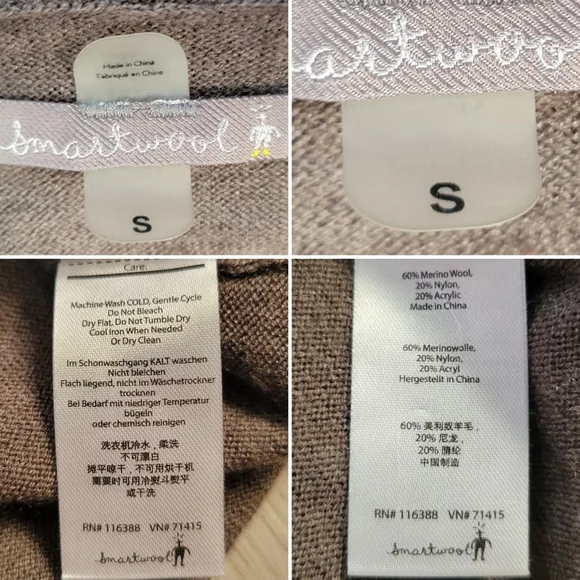 Made in China
Fabriqué en Chine
smartwool
S
artwoo
S
Care:
Machine Wash COLD, Gentle Cycle
Do Not Bleach
Dry Flat, Do Not Tumble Dry
Cool Iron When Needed
Or Dry Clean
Im Schonwaschgang KALT waschen
Nicht bleichen
Flach liegend, nicht im Wäschetrockner
trocknen
Bei Bedarf mit niedriger Temperatur
bügeln
oder chemisch reinigen
洗衣机冷水，柔洗
不可漂白
摊平晾干，不可用烘干机
需要时可用冷熨斗熨平
或干洗
RN# 116388 VN# 71415
smartwool
60% Merino Wool,
20% Nylon,
20% Acrylic
Made in China
60% Merinowolle,
20% Nylon,
20% Acryl
Hergestellt in China
60% 美利奴羊毛，
20% 尼龙，
20% 腈纶
中国制造
RN# 116388 VN# 71415
smartwool